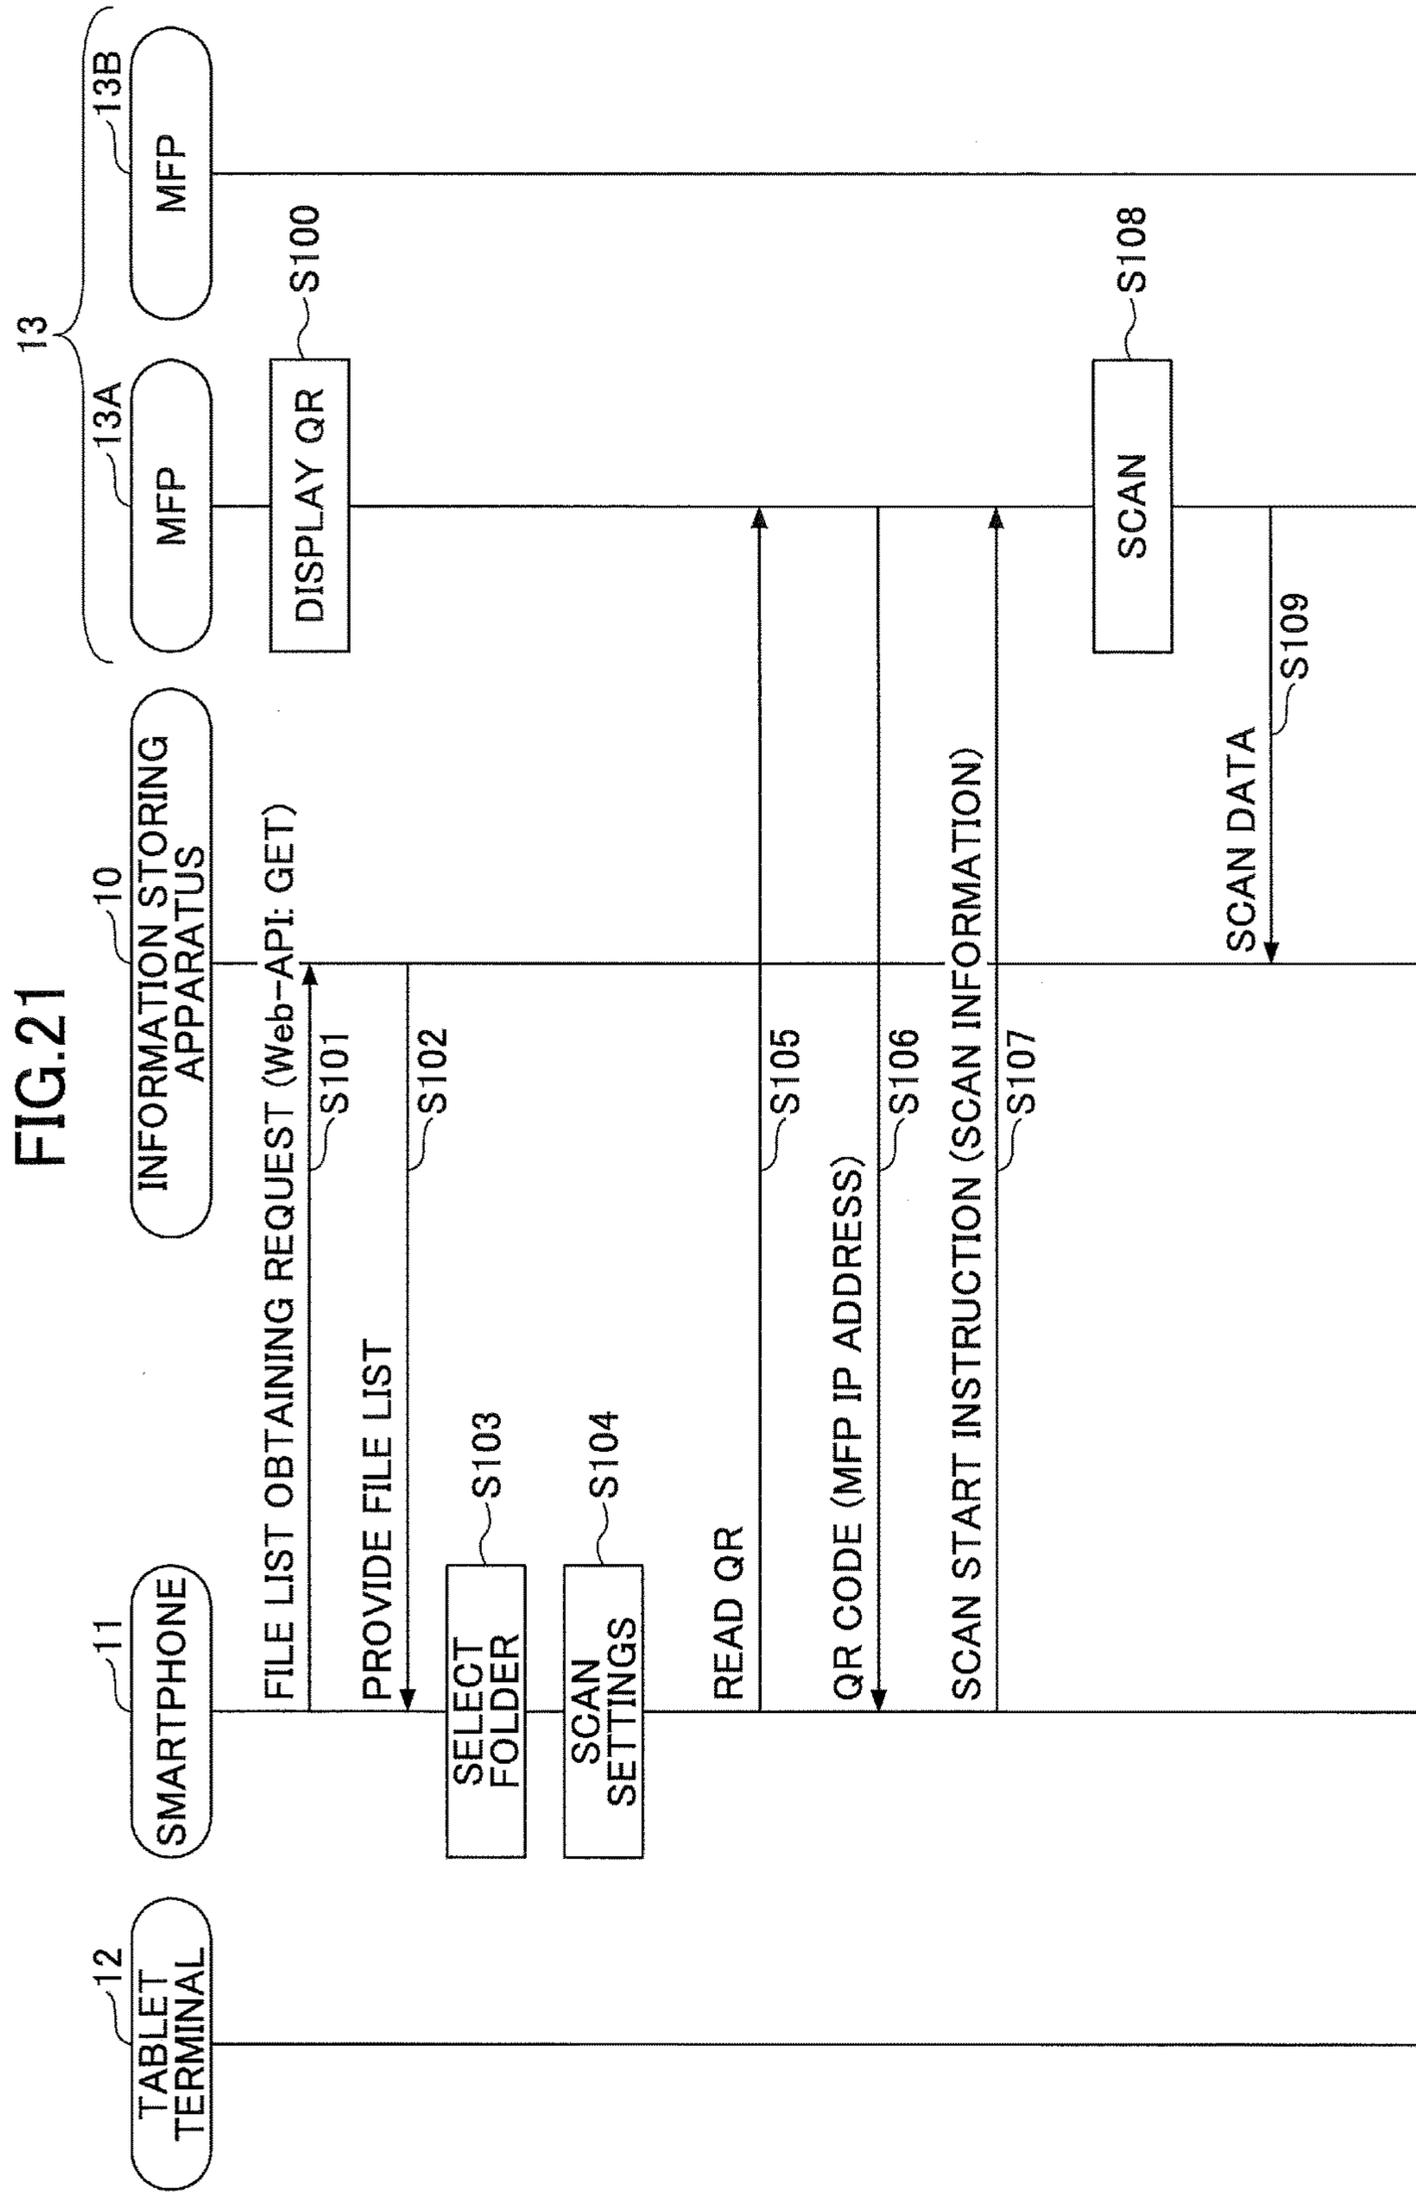 FIG.21
12
TABLET
TERMINAL
11
SMARTPHONE
10
INFORMATION STORING
APPARATUS
13
13A
MFP
13B
MFP
DISPLAY QR
S100
FILE LIST OBTAINING REQUEST (Web-API: GET)
S101
PROVIDE FILE LIST
S102
SELECT
FOLDER
S103
SCAN
SETTINGS
S104
READ QR
S105
QR CODE (MFP IP ADDRESS)
S106
SCAN START INSTRUCTION (SCAN INFORMATION)
S107
SCAN
S108
SCAN DATA
S109